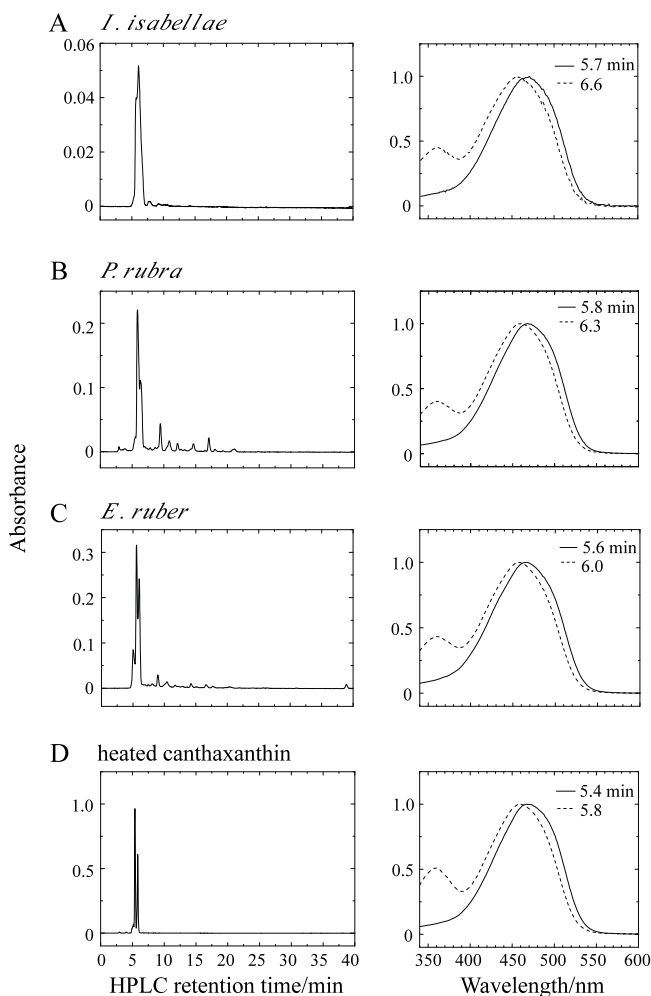 A I. isabellae
0.06
0.04
0.02
0
1.0
0.5
0
5.7 min
6.6
B P. rubra
0.2
0.1
0
1.0
0.5
0
5.8 min
6.3
C E. ruber
0.3
0.2
0.1
0
1.0
0.5
0
5.6 min
6.0
D heated canthaxanthin
1.0
0.5
0
1.0
0.5
0
5.4 min
5.8
0 5 10 15 20 25 30 35 40
350 400 450 500 550 600
HPLC retention time/min
Wavelength/nm
Absorbance